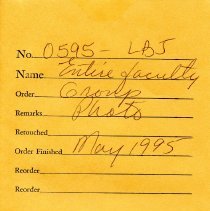 No. 0595-LBJ
Name Entire faculty
Order Group
Remarks Photo
Retouched
Order Finished May 1995
Reorder
Reorder